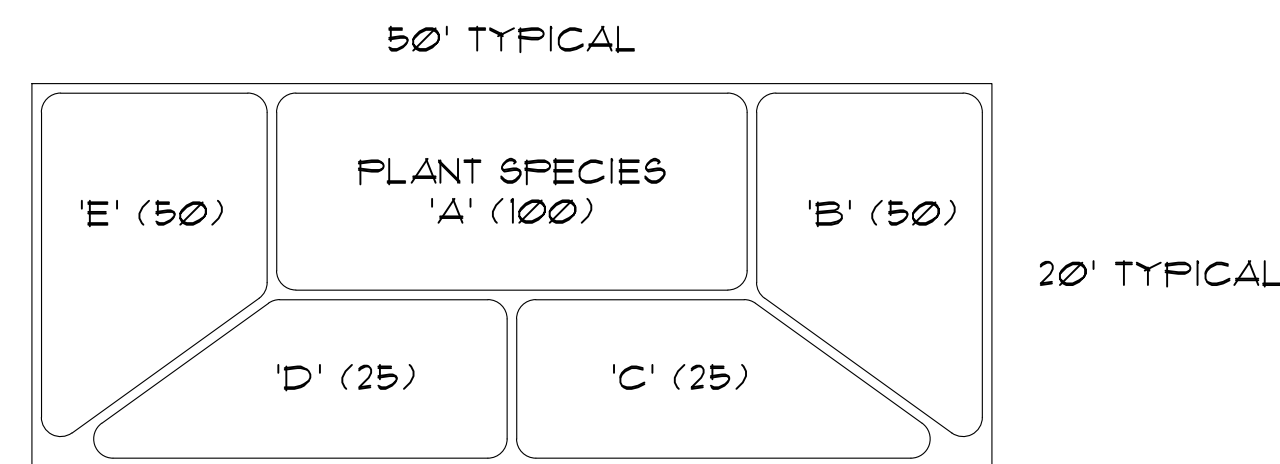 50' TYPICAL
PLANT SPECIES
'A' (100)
'E' (50)
'B' (50)
20' TYPICAL
'D' (25)
'C' (25)